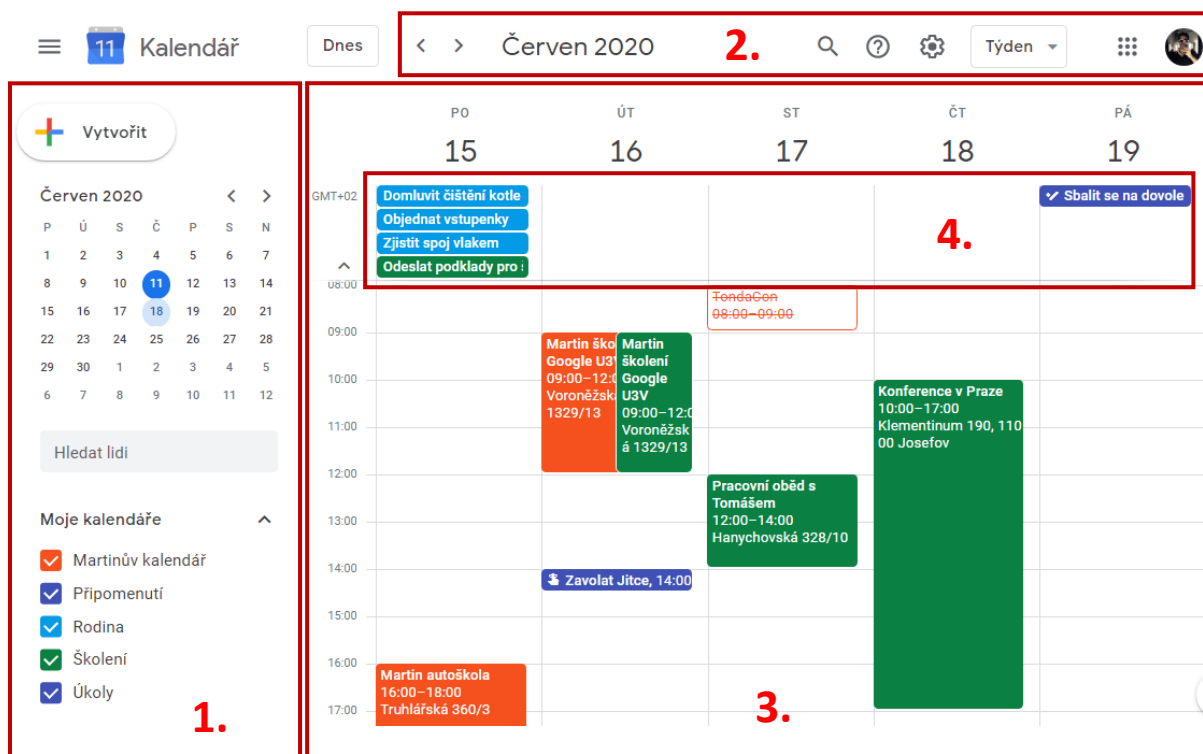 11 Kalendář Dnes Červen 2020 2. Týden
1.
Vytvořit
Červen 2020
P Ú S Č P S N
1 2 3 4 5 6 7
8 9 10 11 12 13 14
15 16 17 18 19 20 21
22 23 24 25 26 27 28
29 30 1 2 3 4 5
6 7 8 9 10 11 12
Hledat lidi
Moje kalendáře
Martinův kalendář
Připomenutí
Rodina
Školení
Úkoly
PO ÚT ST ČT PÁ
15 16 17 18 19
GMT+02
Domluvit čištění kotle
Objednat vstupenky
Zjistit spoj vlakem
Odeslat podklady pro
4.
Sbalit se na dovole
08:00
09:00
10:00
11:00
12:00
13:00
14:00
15:00
16:00
17:00
Martin autoškola
16:00–18:00
Truhlářská 360/3
Martin ško
Google U3V
09:00–12:0
Voroněžská
1329/13
Martin
školení
Google
U3V
09:00–12:0
Voroněžsk
á 1329/13
Zavolat Jitce, 14:00
TondaCon
08:00–09:00
Pracovní oběd s
Tomášem
12:00–14:00
Hanychovská 328/10
Konference v Praze
10:00–17:00
Klementinum 190, 110
00 Josefov
3.